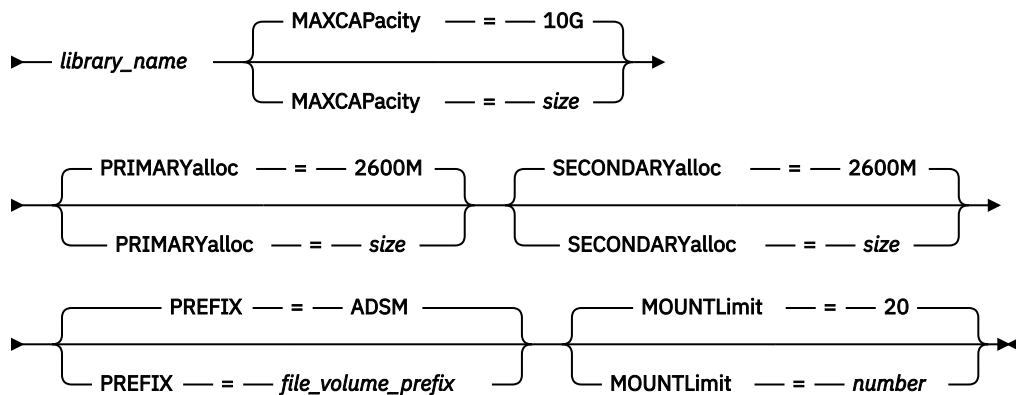 MAXCAPacity = 10G
library_name
MAXCAPacity = size
PRIMARYalloc = 2600M SECONDARYalloc = 2600M
PRIMARYalloc = size SECONDARYalloc = size
PREFIX = ADSM MOUNTLimit = 20
PREFIX = file_volume_prefix MOUNTLimit = number